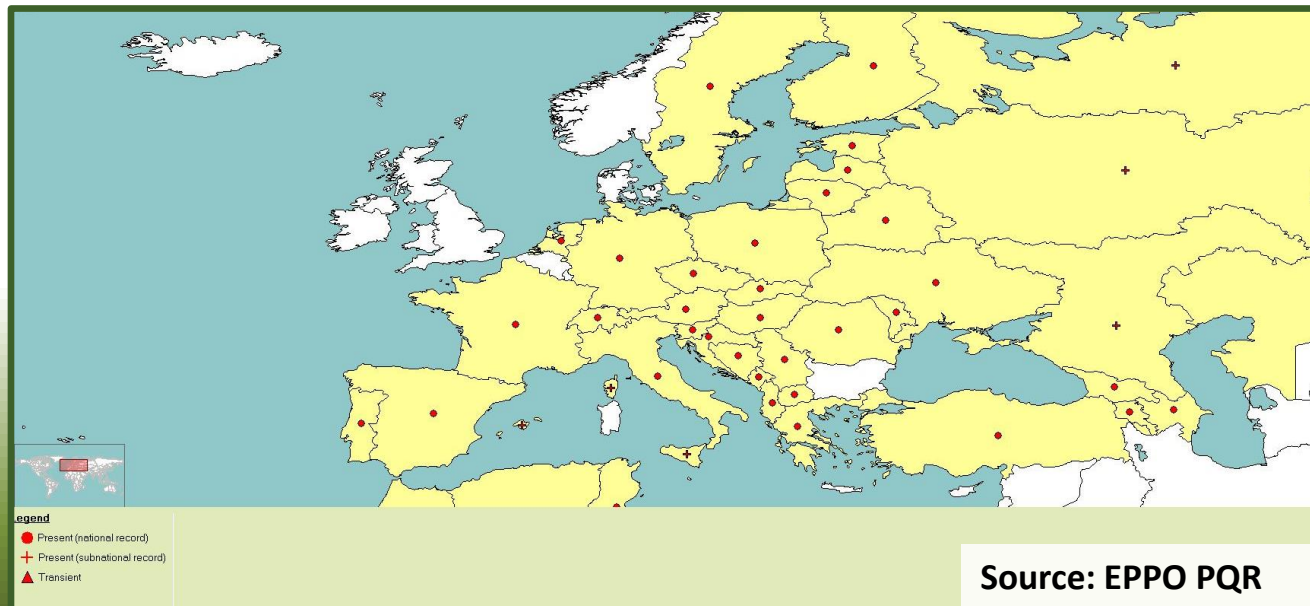 Legend
Present (national record)
Present (subnational record)
Transient
Source: EPPO PQR